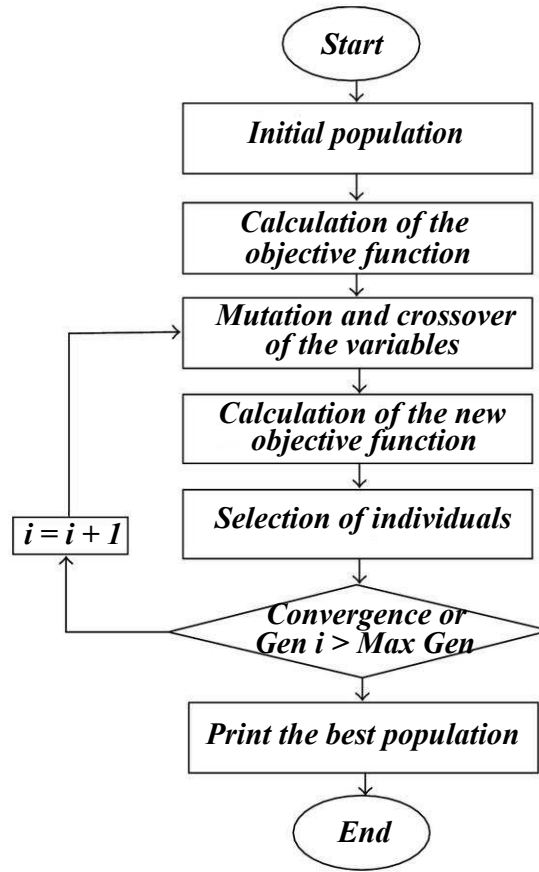 Start
Initial population
Calculation of the
objective function
Mutation and crossover
of the variables
Calculation of the new
objective function
Selection of individuals
i = i + 1
Convergence or
Gen i > Max Gen
Print the best population
End